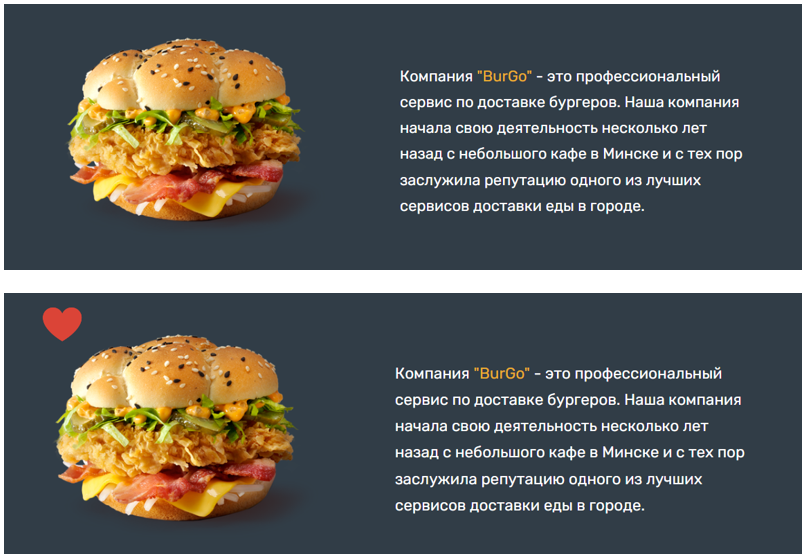 Компания "BurGo" - это профессиональный
сервис по доставке бургеров. Наша компания
начала свою деятельность несколько лет
назад с небольшого кафе в Минске и с тех пор
заслужила репутацию одного из лучших
сервисов доставки еды в городе.
Компания "BurGo" - это профессиональный
сервис по доставке бургеров. Наша компания
начала свою деятельность несколько лет
назад с небольшого кафе в Минске и с тех пор
заслужила репутацию одного из лучших
сервисов доставки еды в городе.